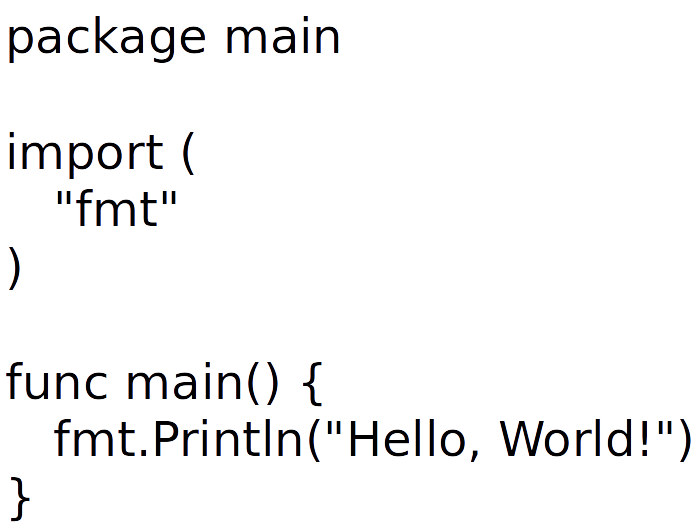 package main

import (
   "fmt"
)

func main() {
   fmt.Println("Hello, World!")
}